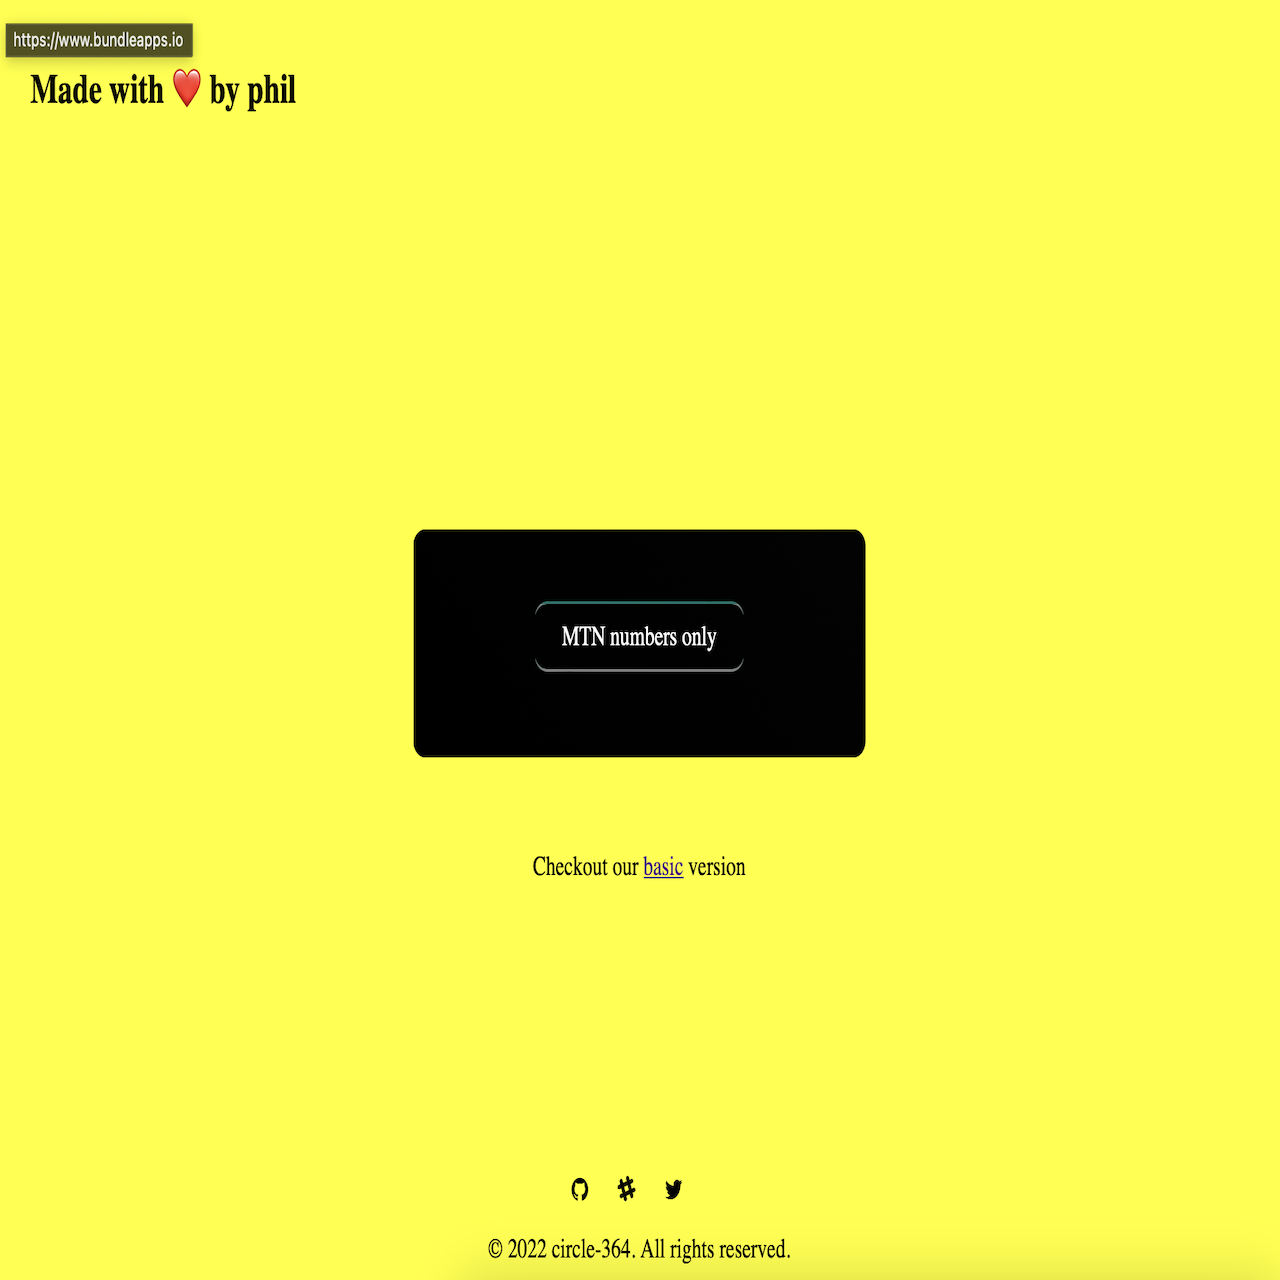 https://www.bundleapps.io
Made with ❤️ by phil
MTN numbers only
Checkout our basic version
© 2022 circle-364. All rights reserved.